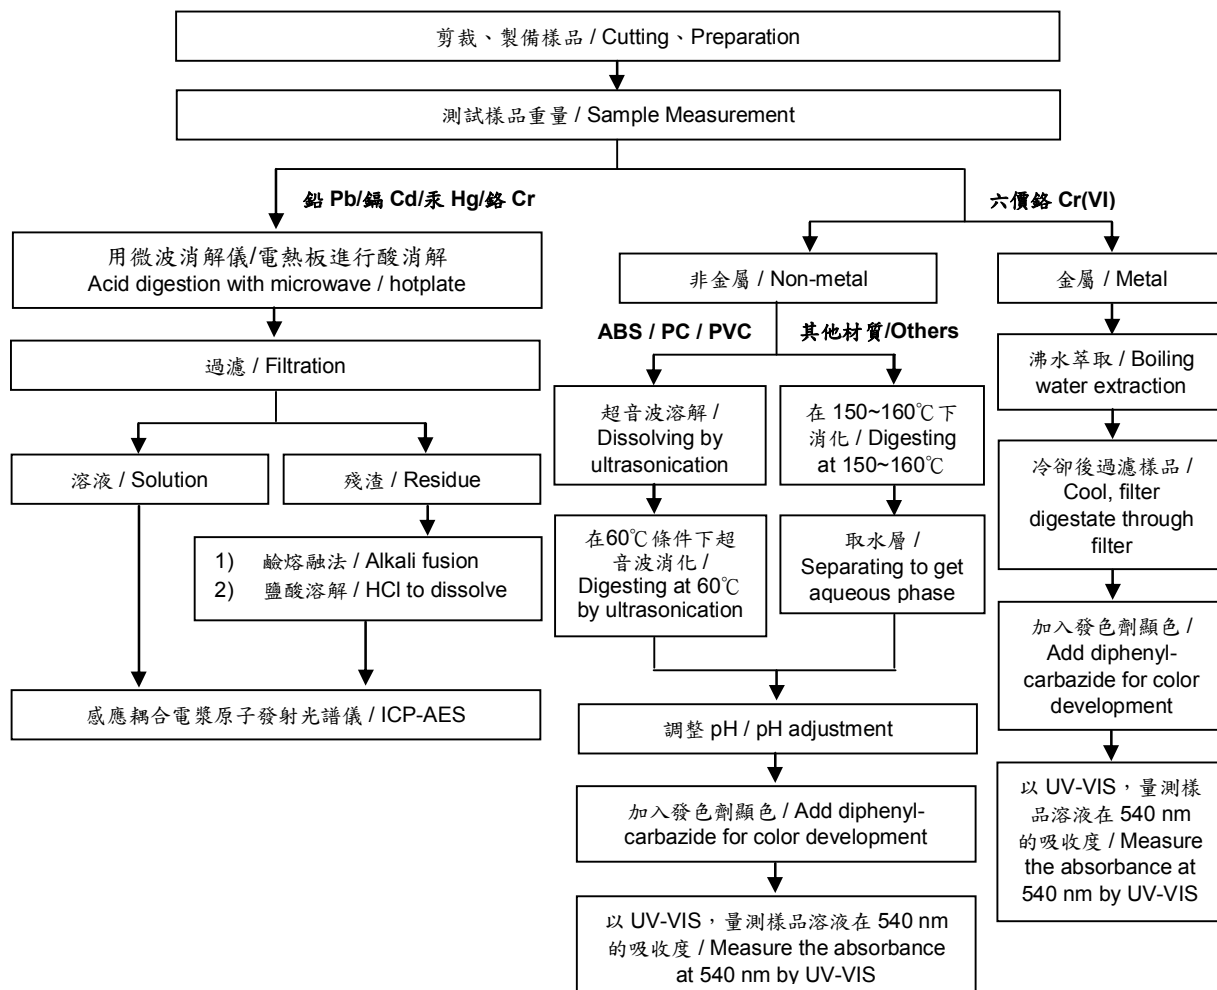 剪裁、製備樣品 / Cutting、Preparation
測試樣品重量 / Sample Measurement
鉛 Pb/鎘 Cd/汞 Hg/鉻 Cr
六價鉻 Cr(VI)
用微波消解儀/電熱板進行酸消解
Acid digestion with microwave / hotplate
過濾 / Filtration
溶液 / Solution
殘渣 / Residue
1) 鹼熔融法 / Alkali fusion
2) 鹽酸溶解 / HCl to dissolve
感應耦合電漿原子發射光譜儀 / ICP-AES
非金屬 / Non-metal
ABS / PC / PVC
其他材質/Others
超音波溶解 /
Dissolving by
ultrasonication
在60℃條件下超
音波消化 /
Digesting at 60℃
by ultrasonication
在 150~160℃下
消化 / Digesting
at 150~160℃
取水層 /
Separating to get
aqueous phase
調整 pH / pH adjustment
加入發色劑顯色 / Add diphenyl-
carbazide for color development
以 UV-VIS，量測樣品溶液在 540 nm
的吸收度 / Measure the absorbance
at 540 nm by UV-VIS
金屬 / Metal
沸水萃取 / Boiling
water extraction
冷卻後過濾樣品 /
Cool, filter
digestate through
filter
加入發色劑顯色 /
Add diphenyl-
carbazide for color
development
以 UV-VIS，量測樣
品溶液在 540 nm
的吸收度 / Measure
the absorbance at
540 nm by UV-VIS